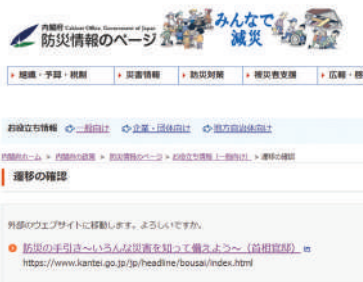 内閣府 Cabinet Office, Government of Japan
防災情報のページ
みんなで
減災
組織・予算・税制
災害情報
防災対策
被災者支援
広報・
お役立ち情報 一般向け 企業・団体向け 地方自治体向け
内閣府ホーム > 内閣府の政策 > 防災情報のページ > お役立ち情報（一般向け） > 遷移の確認
遷移の確認
外部のウェブサイトに移動します。よろしいですか。
防災の手引き～いろんな災害を知って備えよう～（首相官邸）
https://www.kantei.go.jp/jp/headline/bousai/index.html